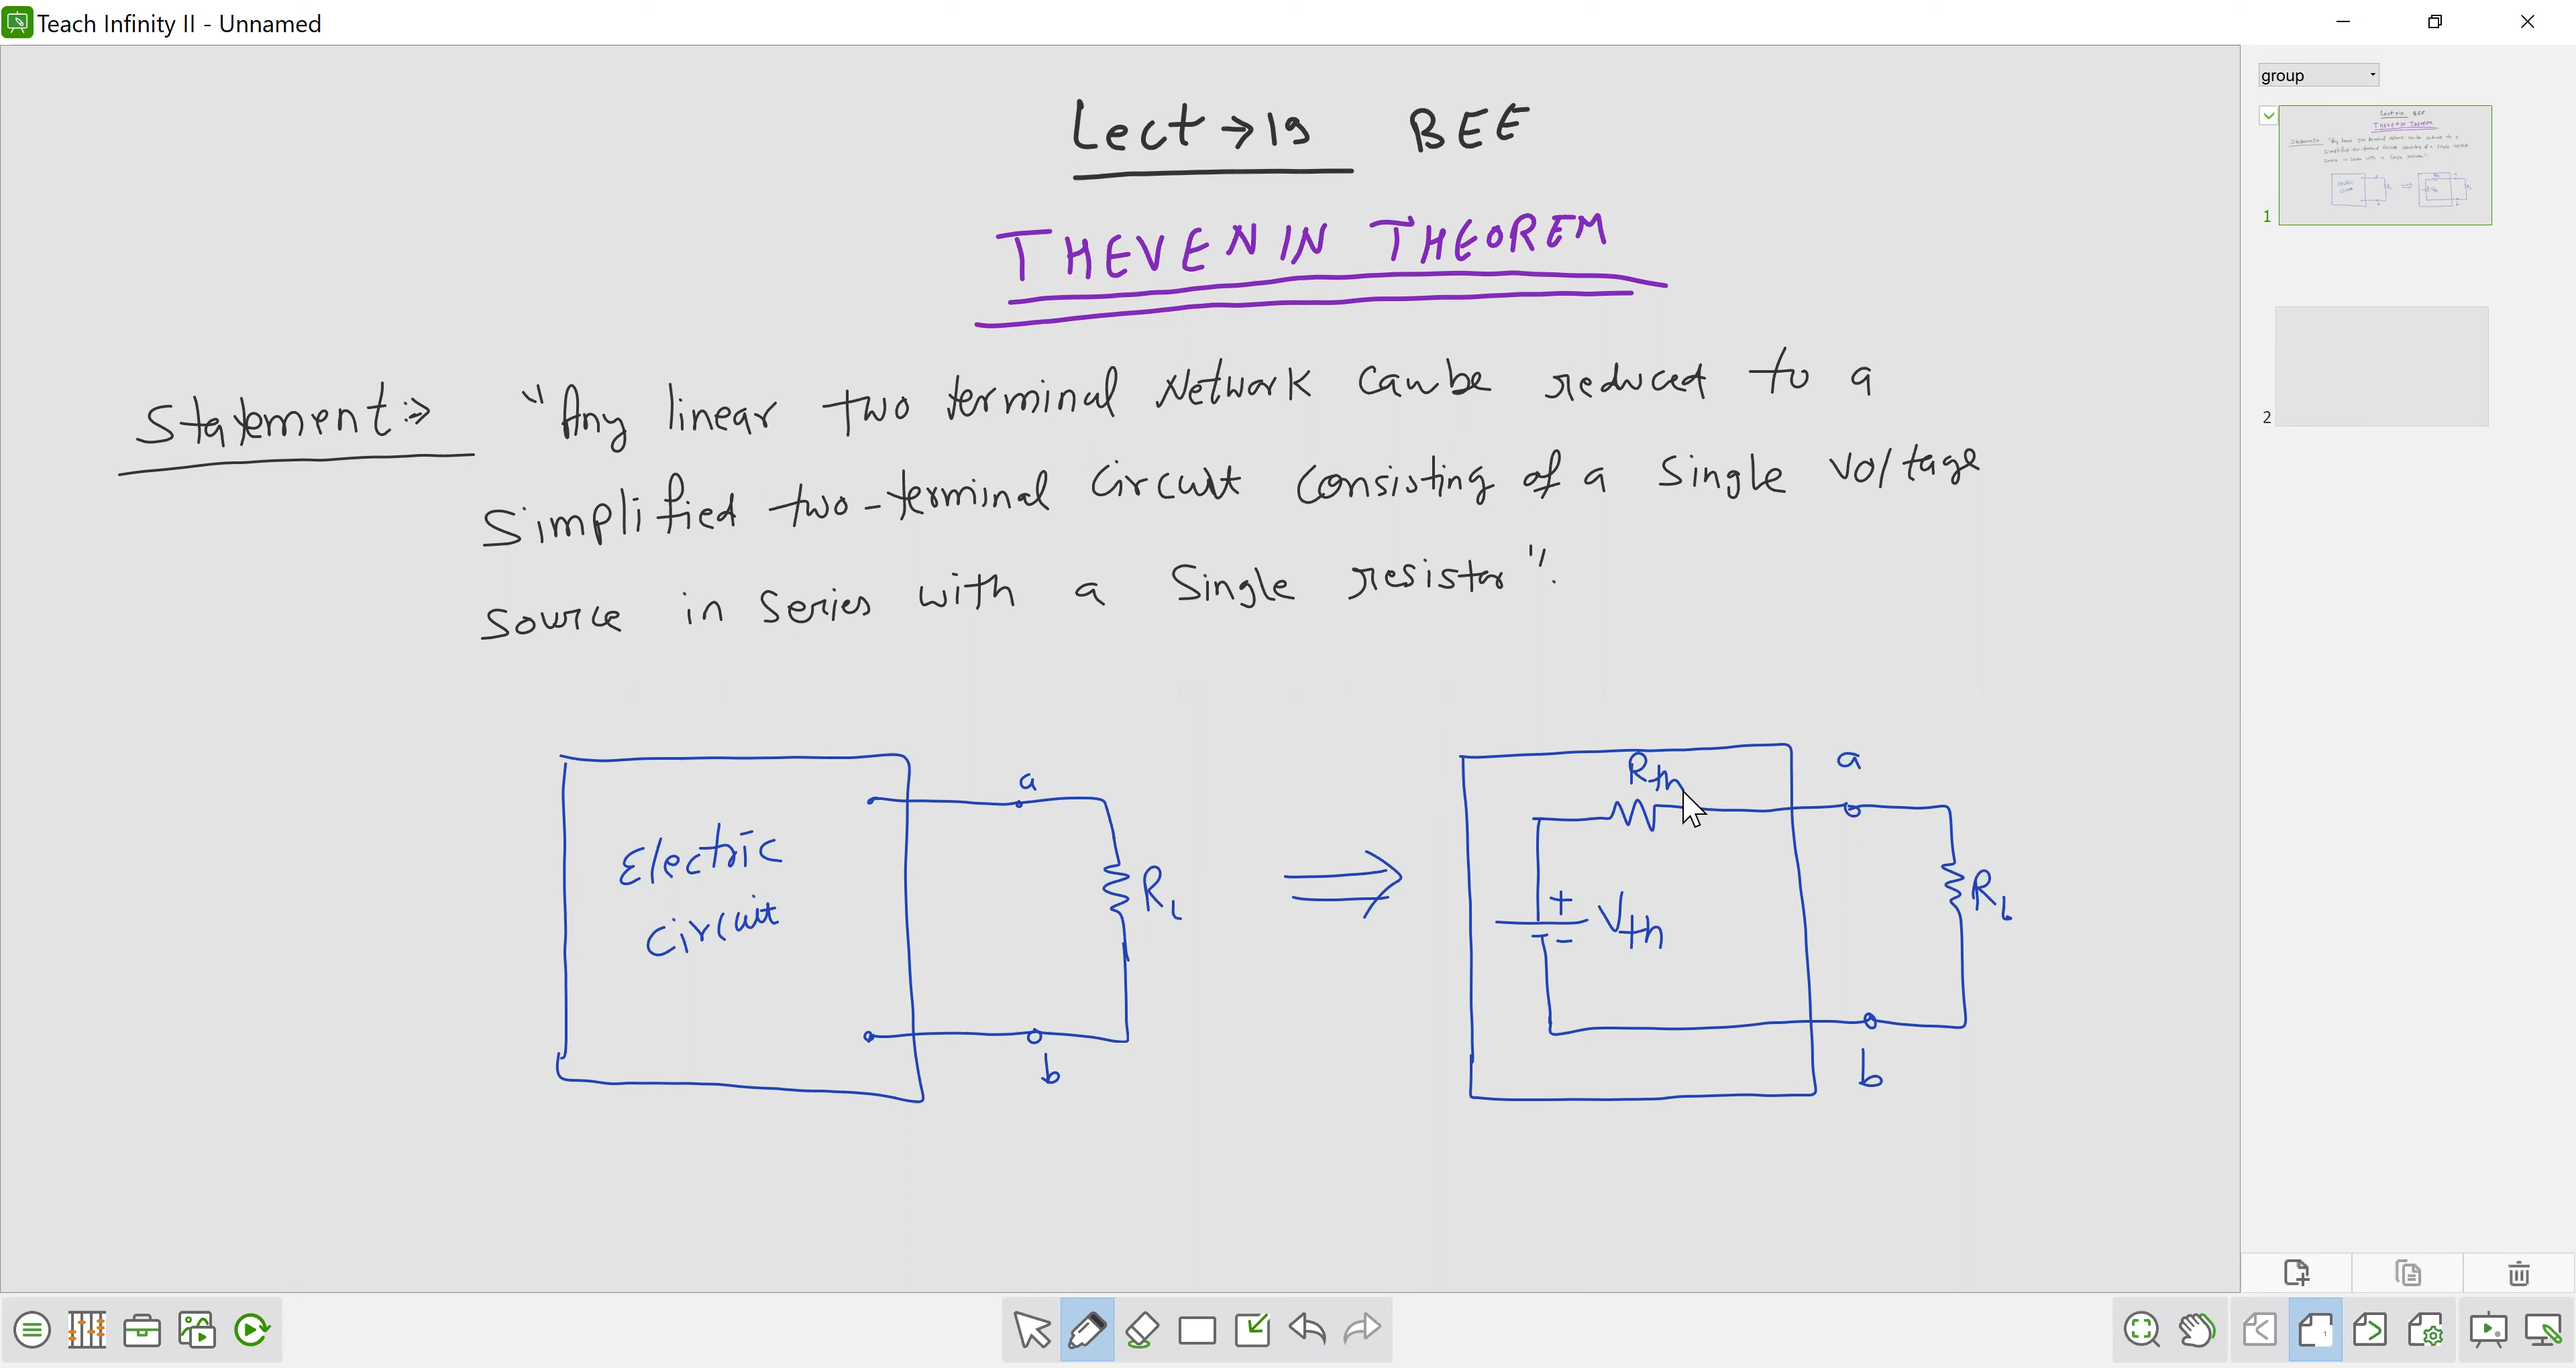 Teach Infinity II - Unnamed
group
Lect → 19 BEE
THEVENIN THEOREM
Statement :→ "Any linear two terminal Network can be reduced to a
Simplified two-terminal Circuit Consisting of a Single voltage
source in series with a Single resistor".
1
2
a
Electric
Circuit
RL
b
Rth
a
+
- Vth
RL
b
1